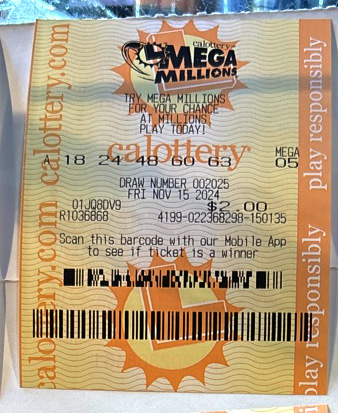 calottery
MEGA
MILLIONS
TRY MEGA MILLIONS
FOR YOUR CHANCE
AT MILLIONS
PLAY TODAY!
calottery
MEGA
A 18 24 48 60 63 05
DRAW NUMBER 002025
FRI NOV 15 2024
01JQ8DV9 $2.00
R1036868 4199-022368298-150135
Scan this barcode with our Mobile App
to see if ticket is a winner
calottery.com calottery.com
play responsibly play responsibly